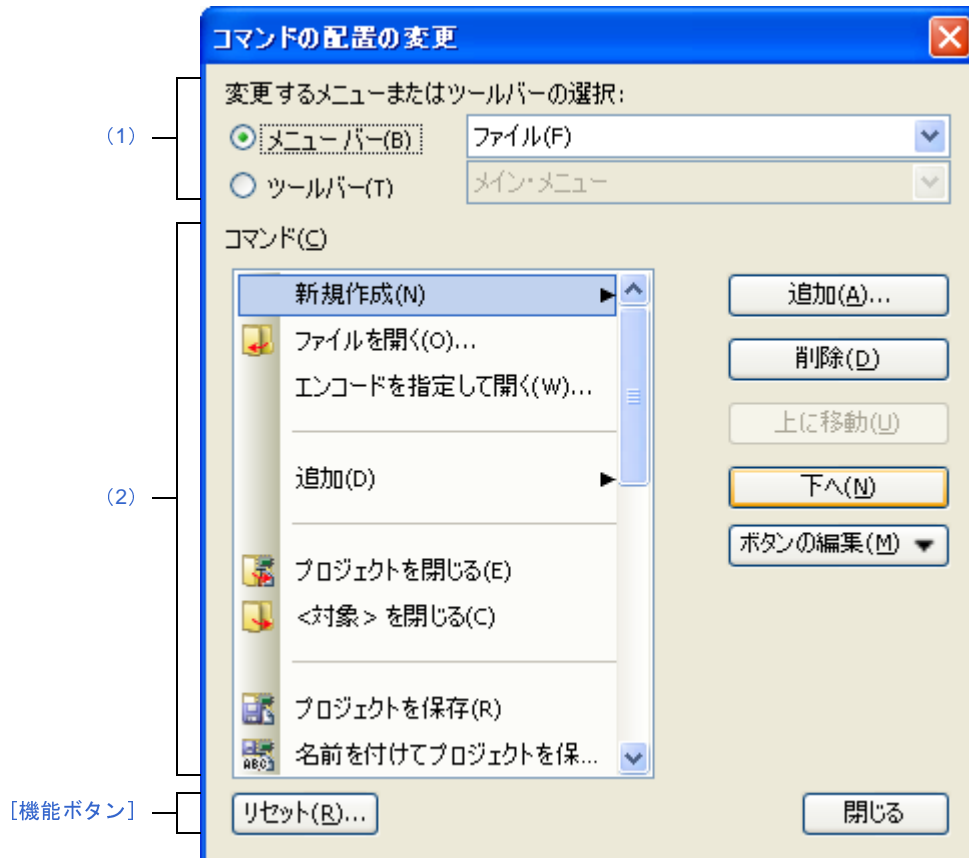 コマンドの配置の変更
変更するメニューまたはツールバーの選択:
(1)
メニュー バー(B)
ファイル(F)
ツールバー(T)
メイン・メニュー
(2)
コマンド(C)
新規作成(N)
ファイルを開く(O)...
エンコードを指定して開く(W)...
追加(D)
プロジェクトを閉じる(E)
<対象> を閉じる(C)
プロジェクトを保存(R)
名前を付けてプロジェクトを保...
ABC
追加(A)...
削除(D)
上に移動(U)
下へ(N)
ボタンの編集(M)
[機能ボタン]
リセット(R)...
閉じる